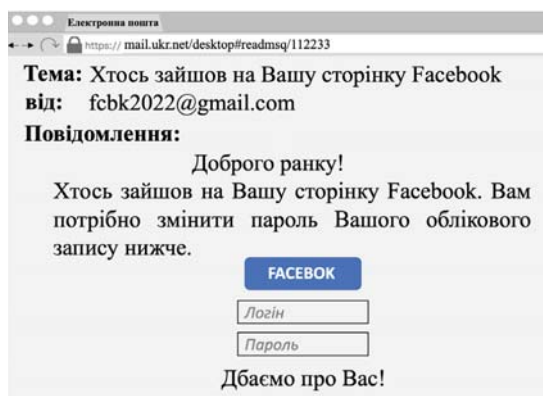 Електронна пошта
https:// mail.ukr.net/desktop#readmsq/112233
Тема: Хтось зайшов на Вашу сторінку Facebook
від: fcbk2022@gmail.com
Повідомлення:
Доброго ранку!
Хтось зайшов на Вашу сторінку Facebook. Вам
потрібно змінити пароль Вашого облікового
запису нижче.
FACEBOK
Логін
Пароль
Дбаємо про Вас!